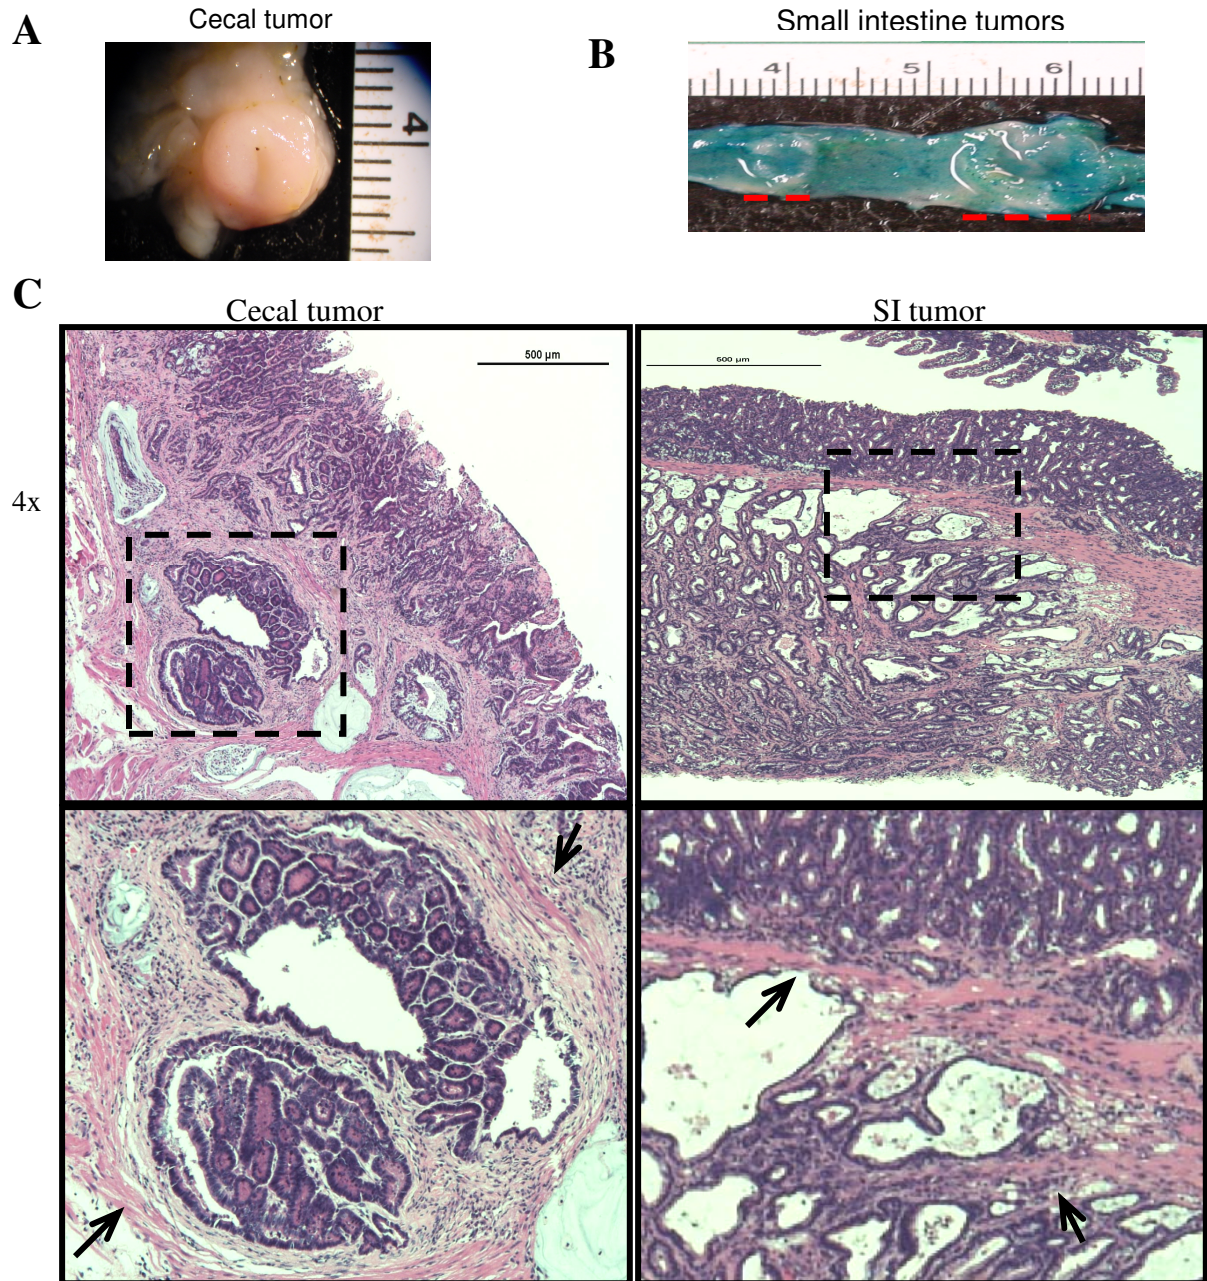 A
Cecal tumor
4
B
Small intestine tumors
4 5 6
C
Cecal tumor
SI tumor
4x
500 µm
500 µm